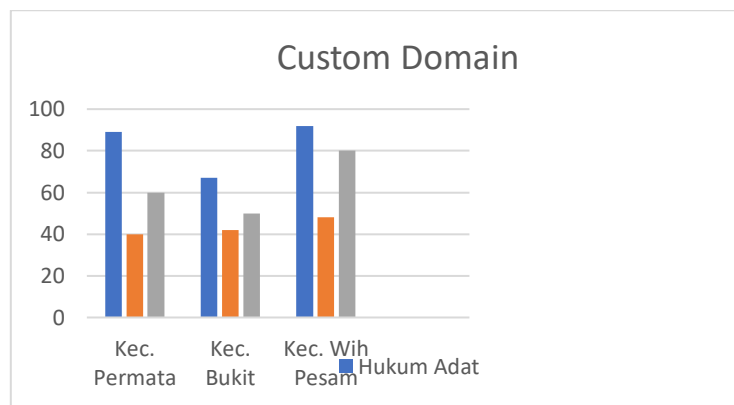 Custom Domain
100
80
60
40
20
0
Kec. Permata
Kec. Bukit
Kec. Wih Pesam
Hukum Adat